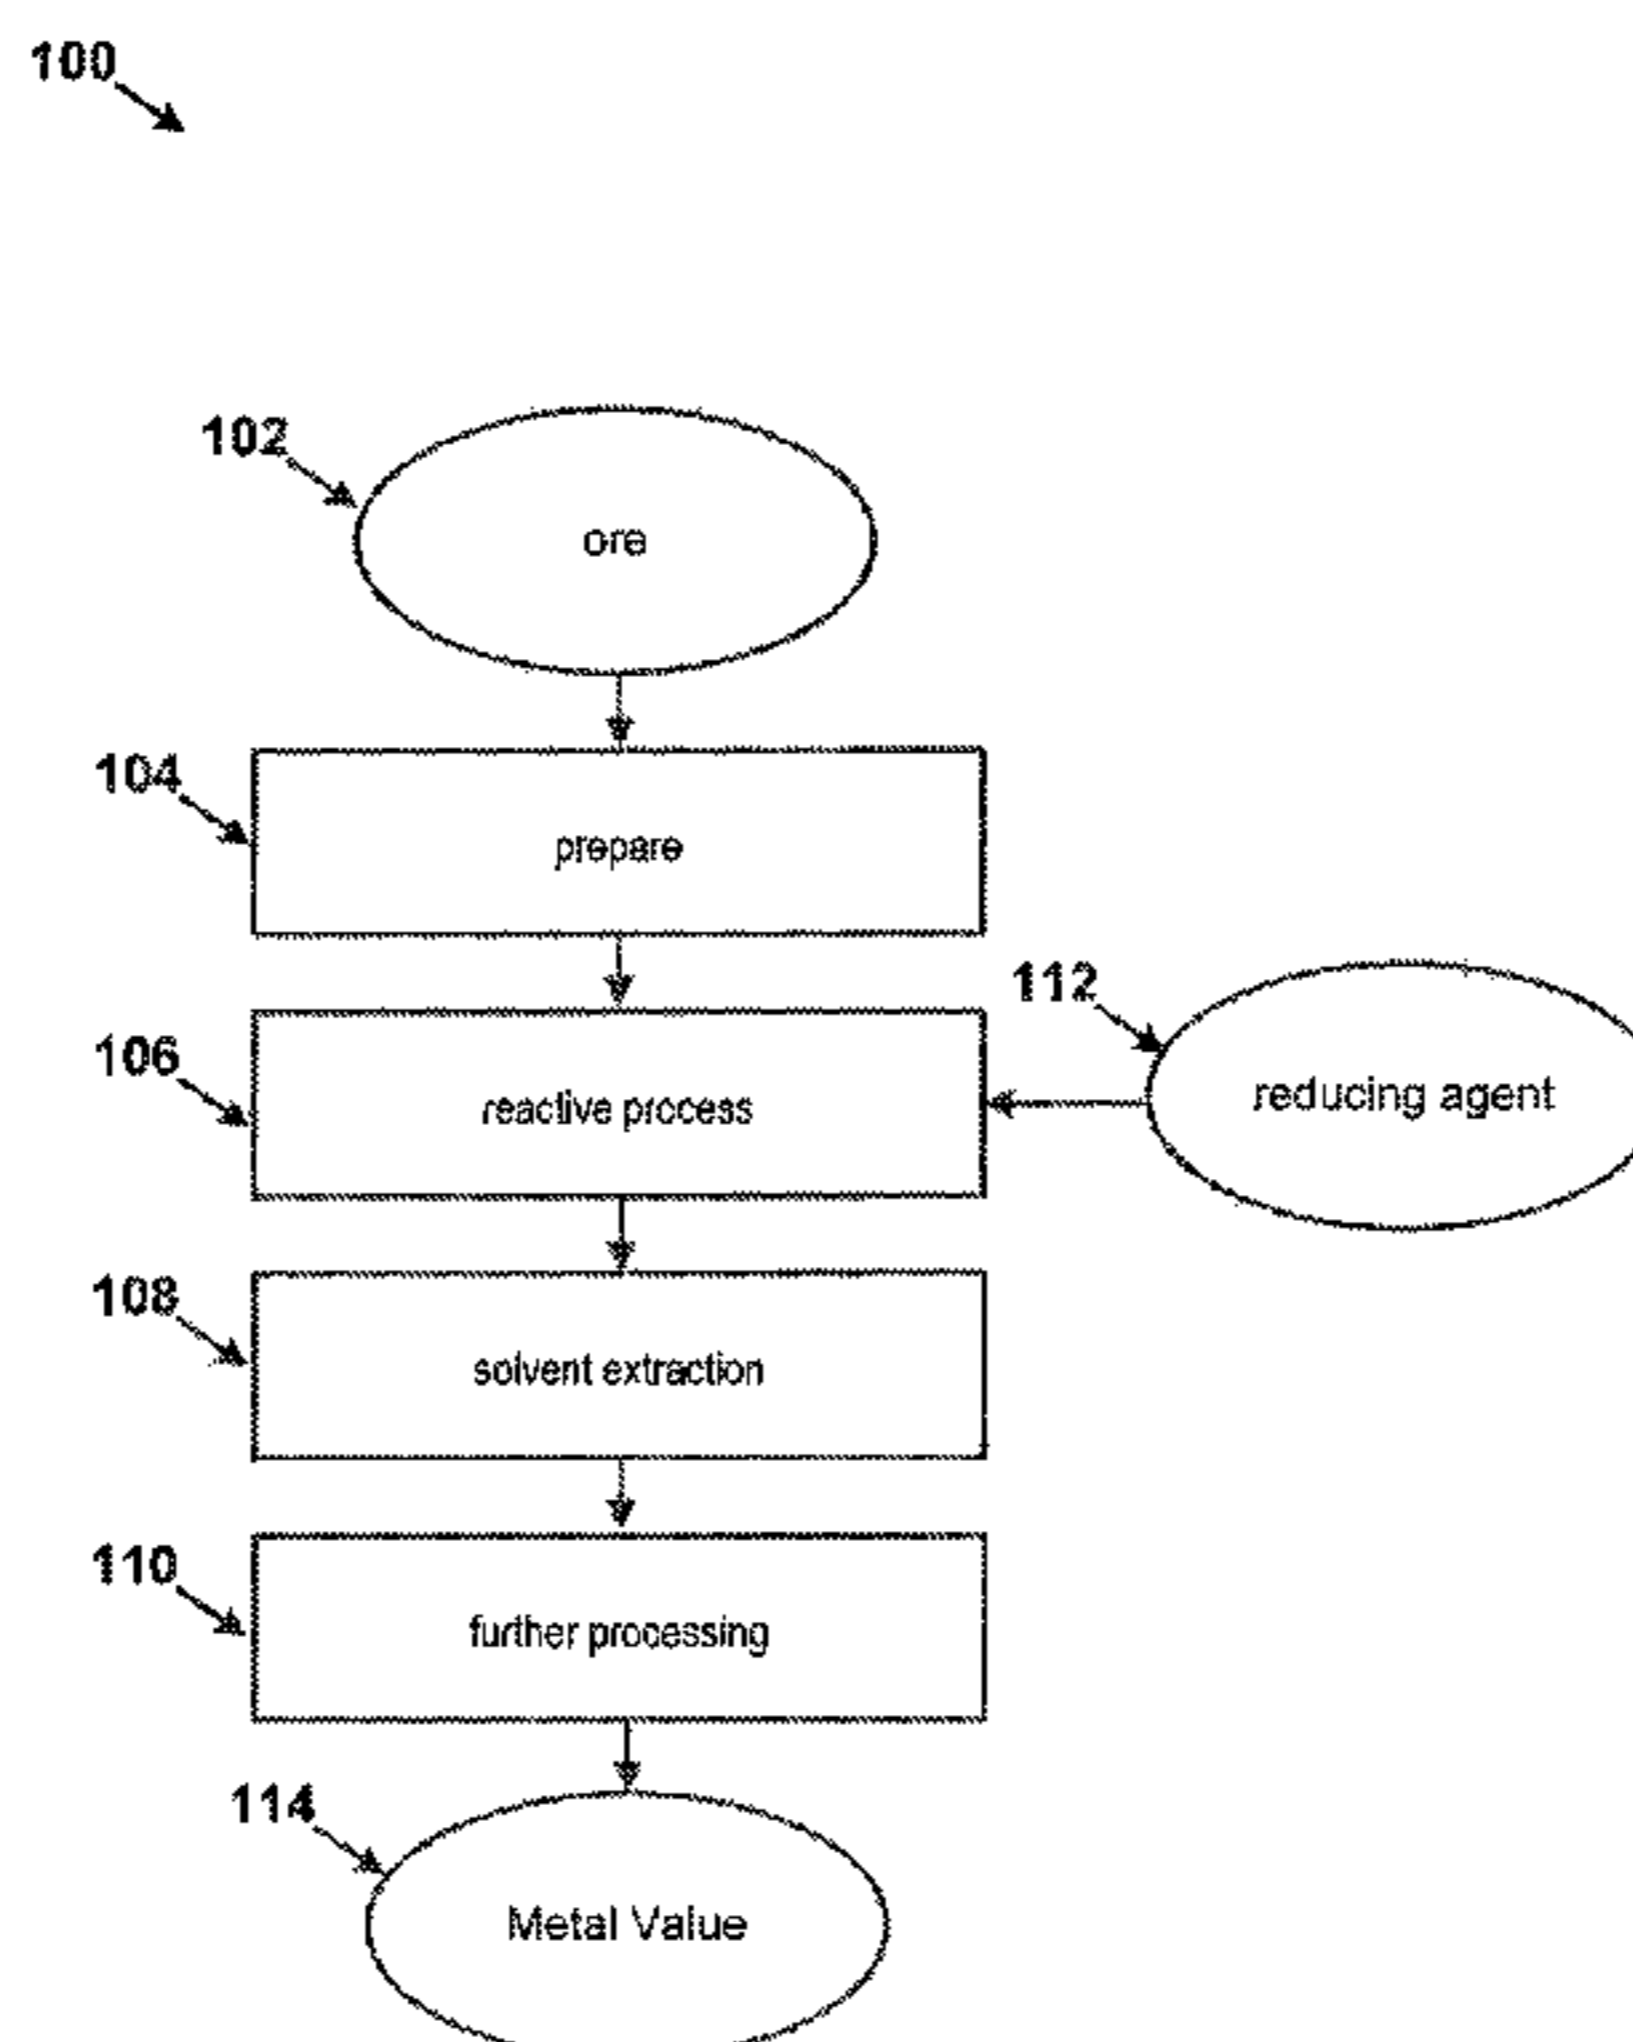 100
102
ore
104
prepare
112
106
reactive process
reducing agent
108
solvent extraction
110
further processing
114
Metal Value